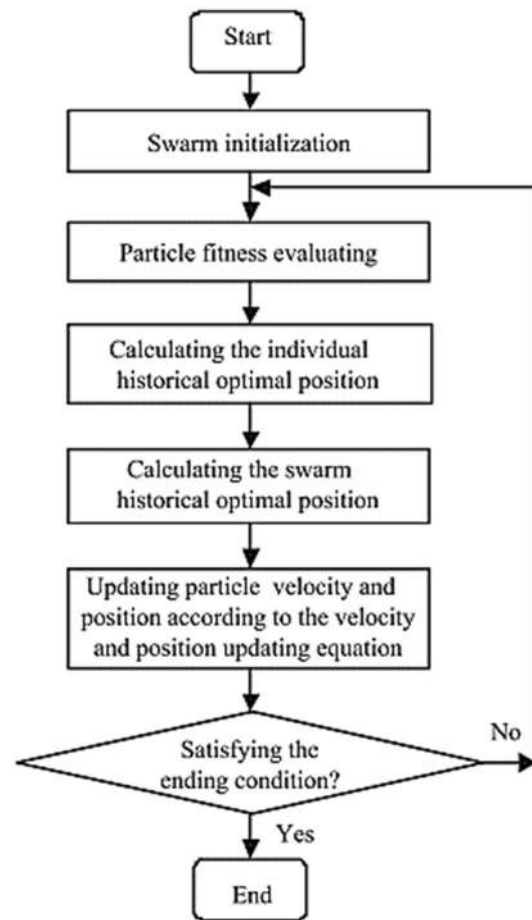 Start
Swarm initialization
Particle fitness evaluating
Calculating the individual
historical optimal position
Calculating the swarm
historical optimal position
Updating particle velocity and
position according to the velocity
and position updating equation
Satisfying the
ending condition?
No
Yes
End